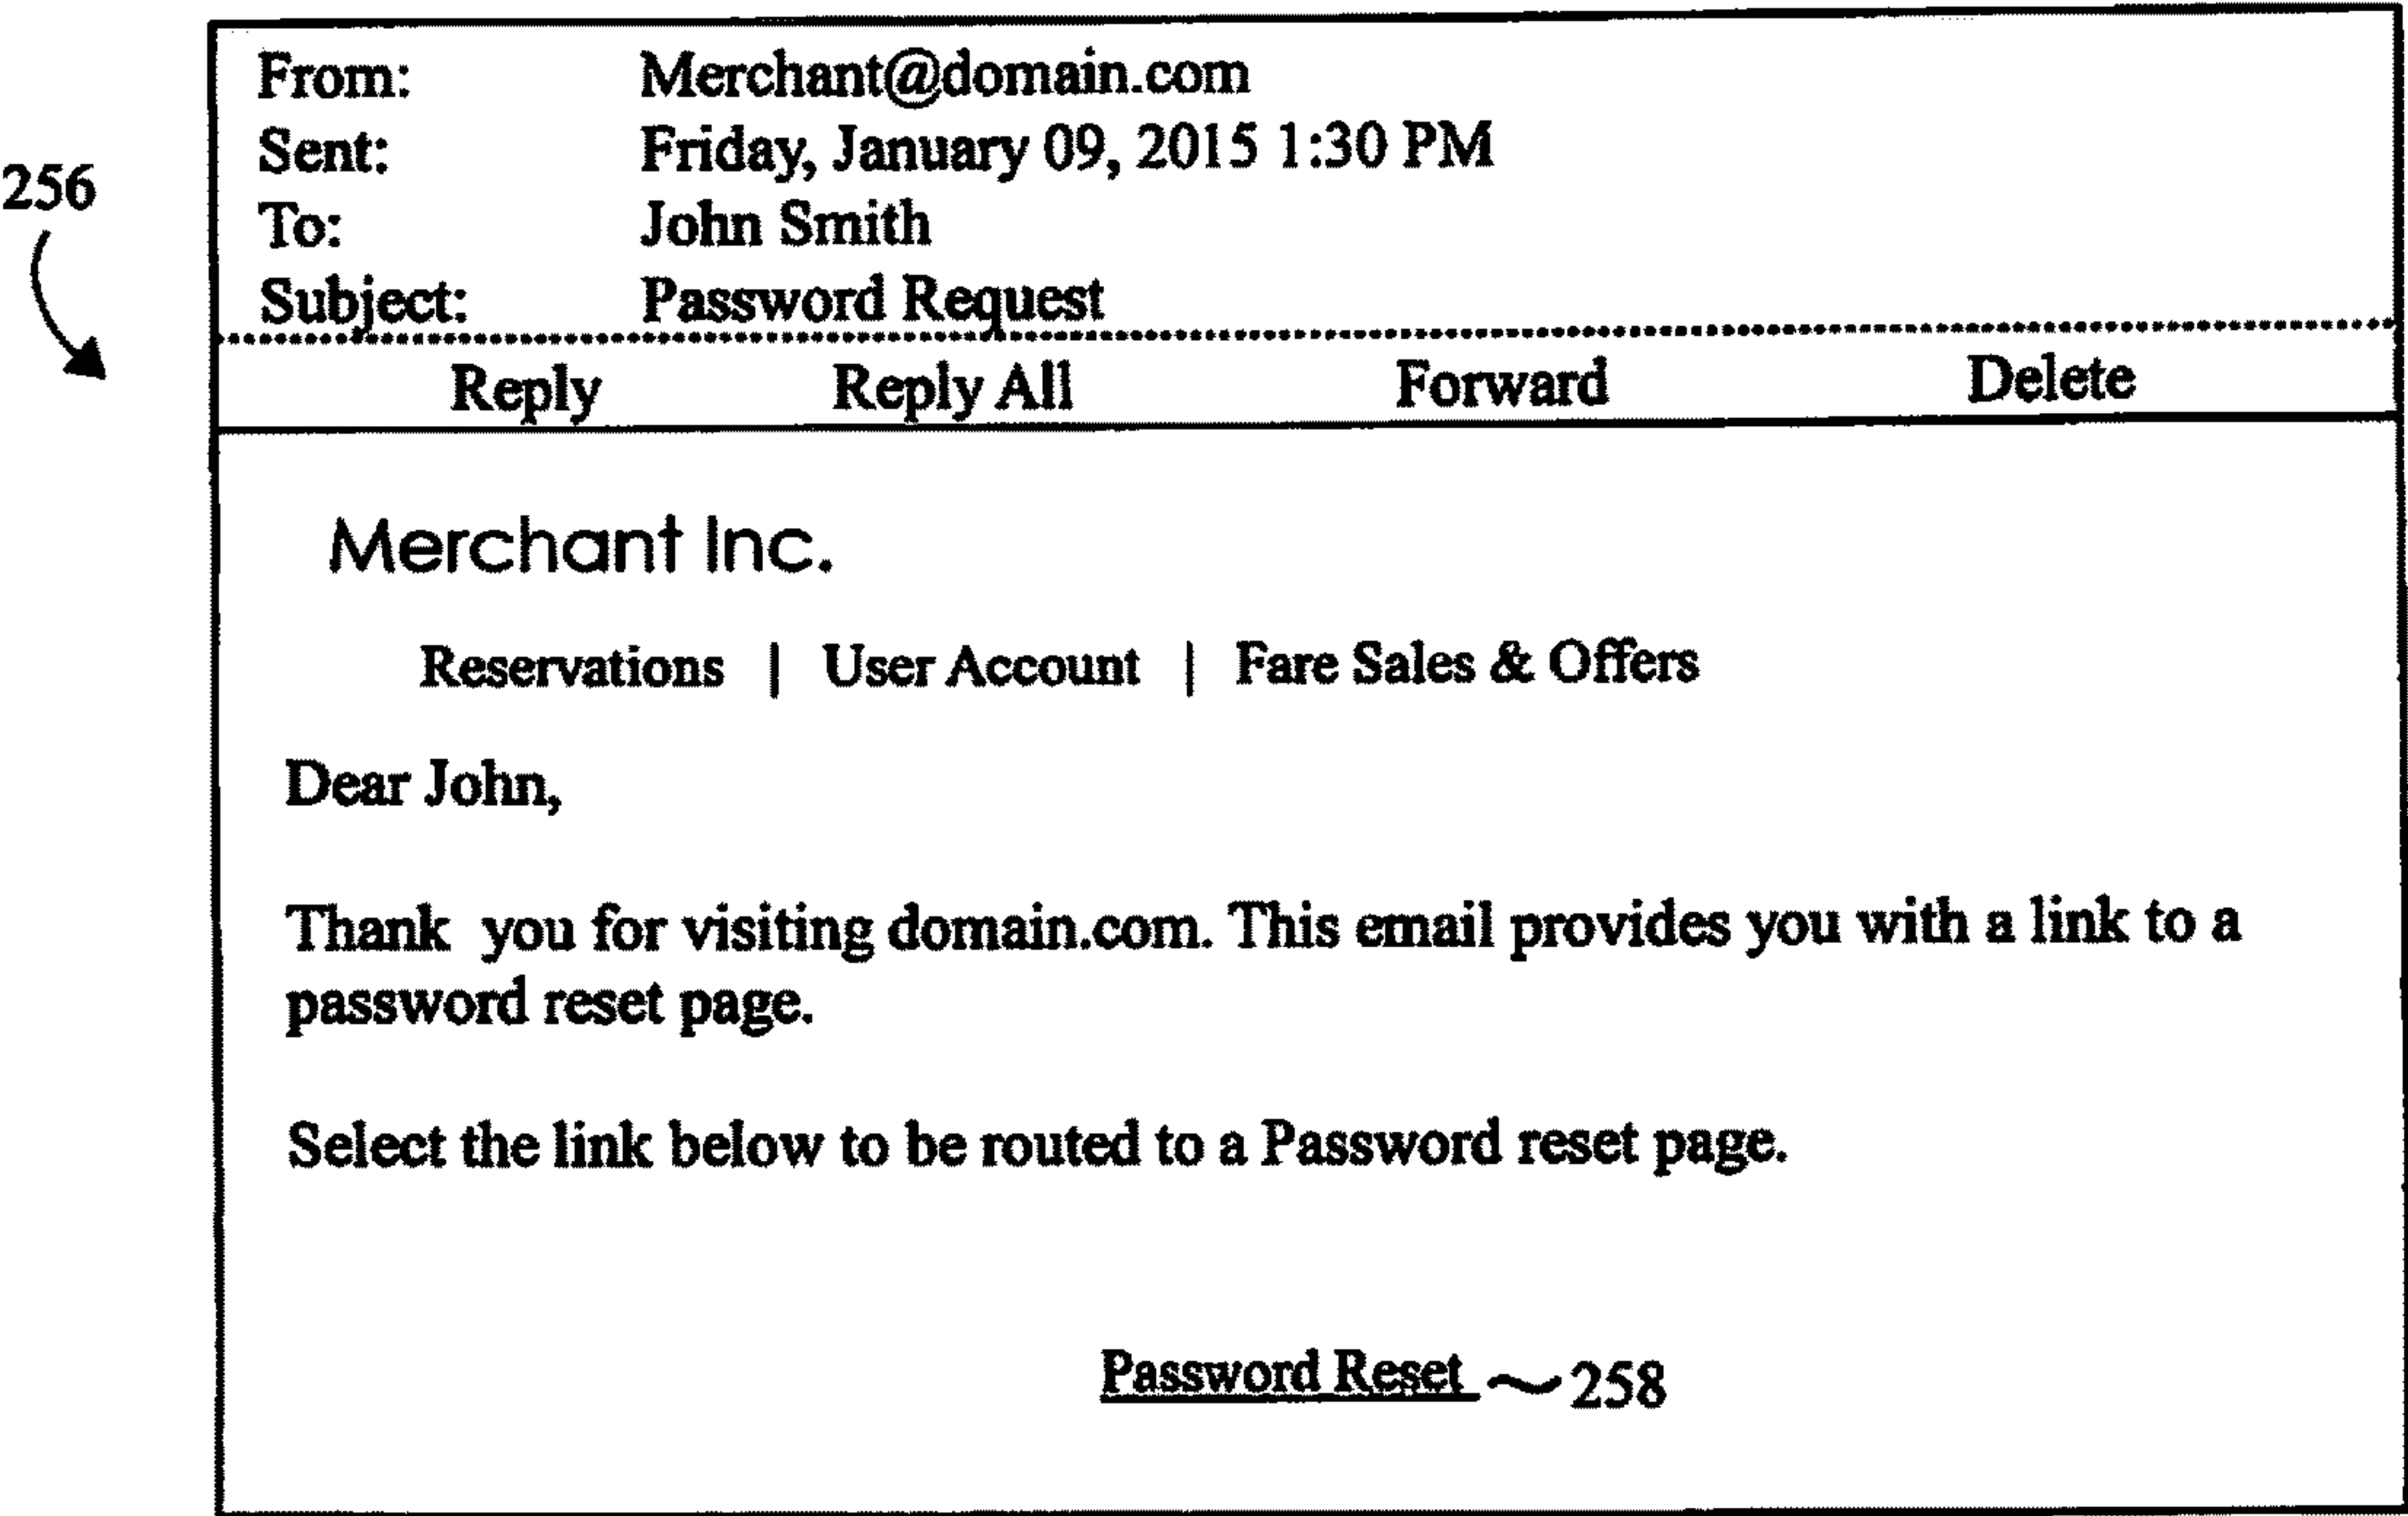 From: Merchant@domain.com
Sent: Friday, January 09, 2015 1:30 PM
256
To: John Smith
Subject: Password Request
Reply Reply All Forward Delete
Merchant Inc.
Reservations | User Account | Fare Sales & Offers
Dear John,
Thank you for visiting domain.com. This email provides you with a link to a
password reset page.
Select the link below to be routed to a Password reset page.
Password Reset 258